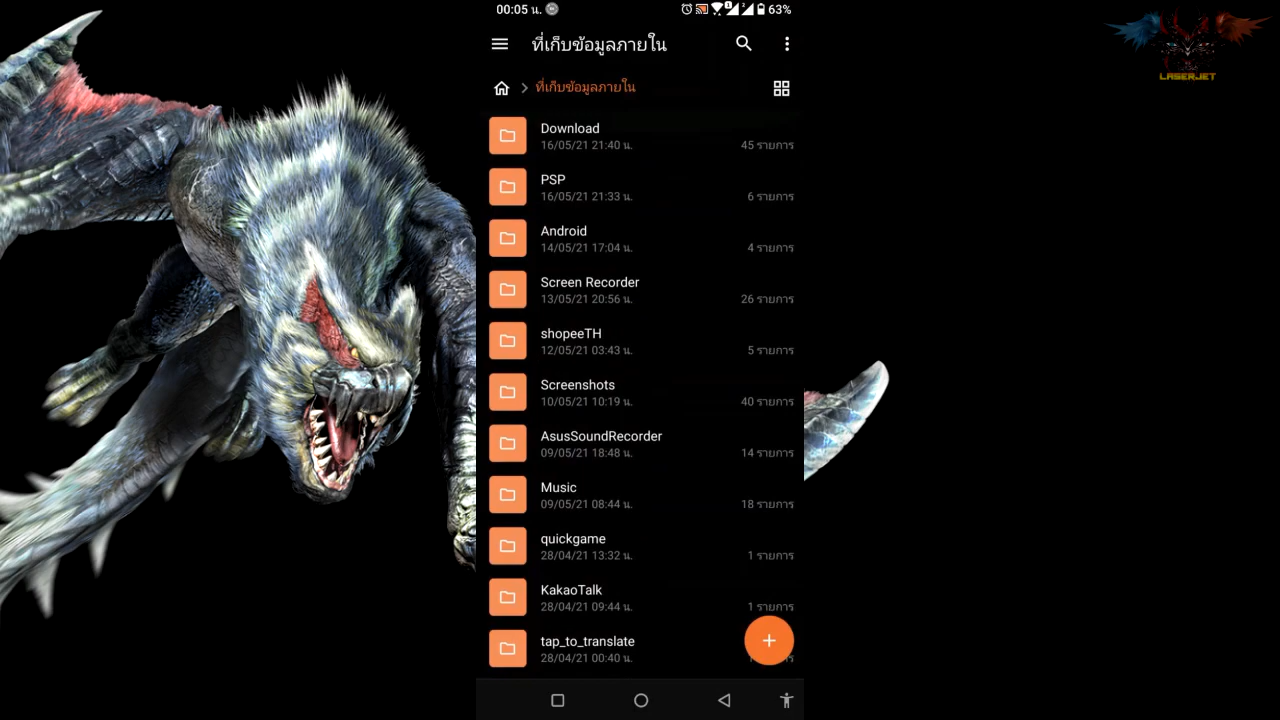 00:05 น.
63%
ที่เก็บข้อมูลภายใน
ที่เก็บข้อมูลภายใน
Download
16/05/21 21:40 น.
45 รายการ
PSP
16/05/21 21:33 น.
6 รายการ
Android
14/05/21 17:04 น.
4 รายการ
Screen Recorder
13/05/21 20:56 น.
26 รายการ
shopeeTH
12/05/21 03:43 น.
5 รายการ
Screenshots
10/05/21 10:19 น.
40 รายการ
AsusSoundRecorder
09/05/21 18:48 น.
14 รายการ
Music
09/05/21 08:44 น.
18 รายการ
quickgame
28/04/21 13:32 น.
1 รายการ
KakaoTalk
28/04/21 09:44 น.
1 รายการ
tap_to_translate
28/04/21 00:40 น.
LASERJET